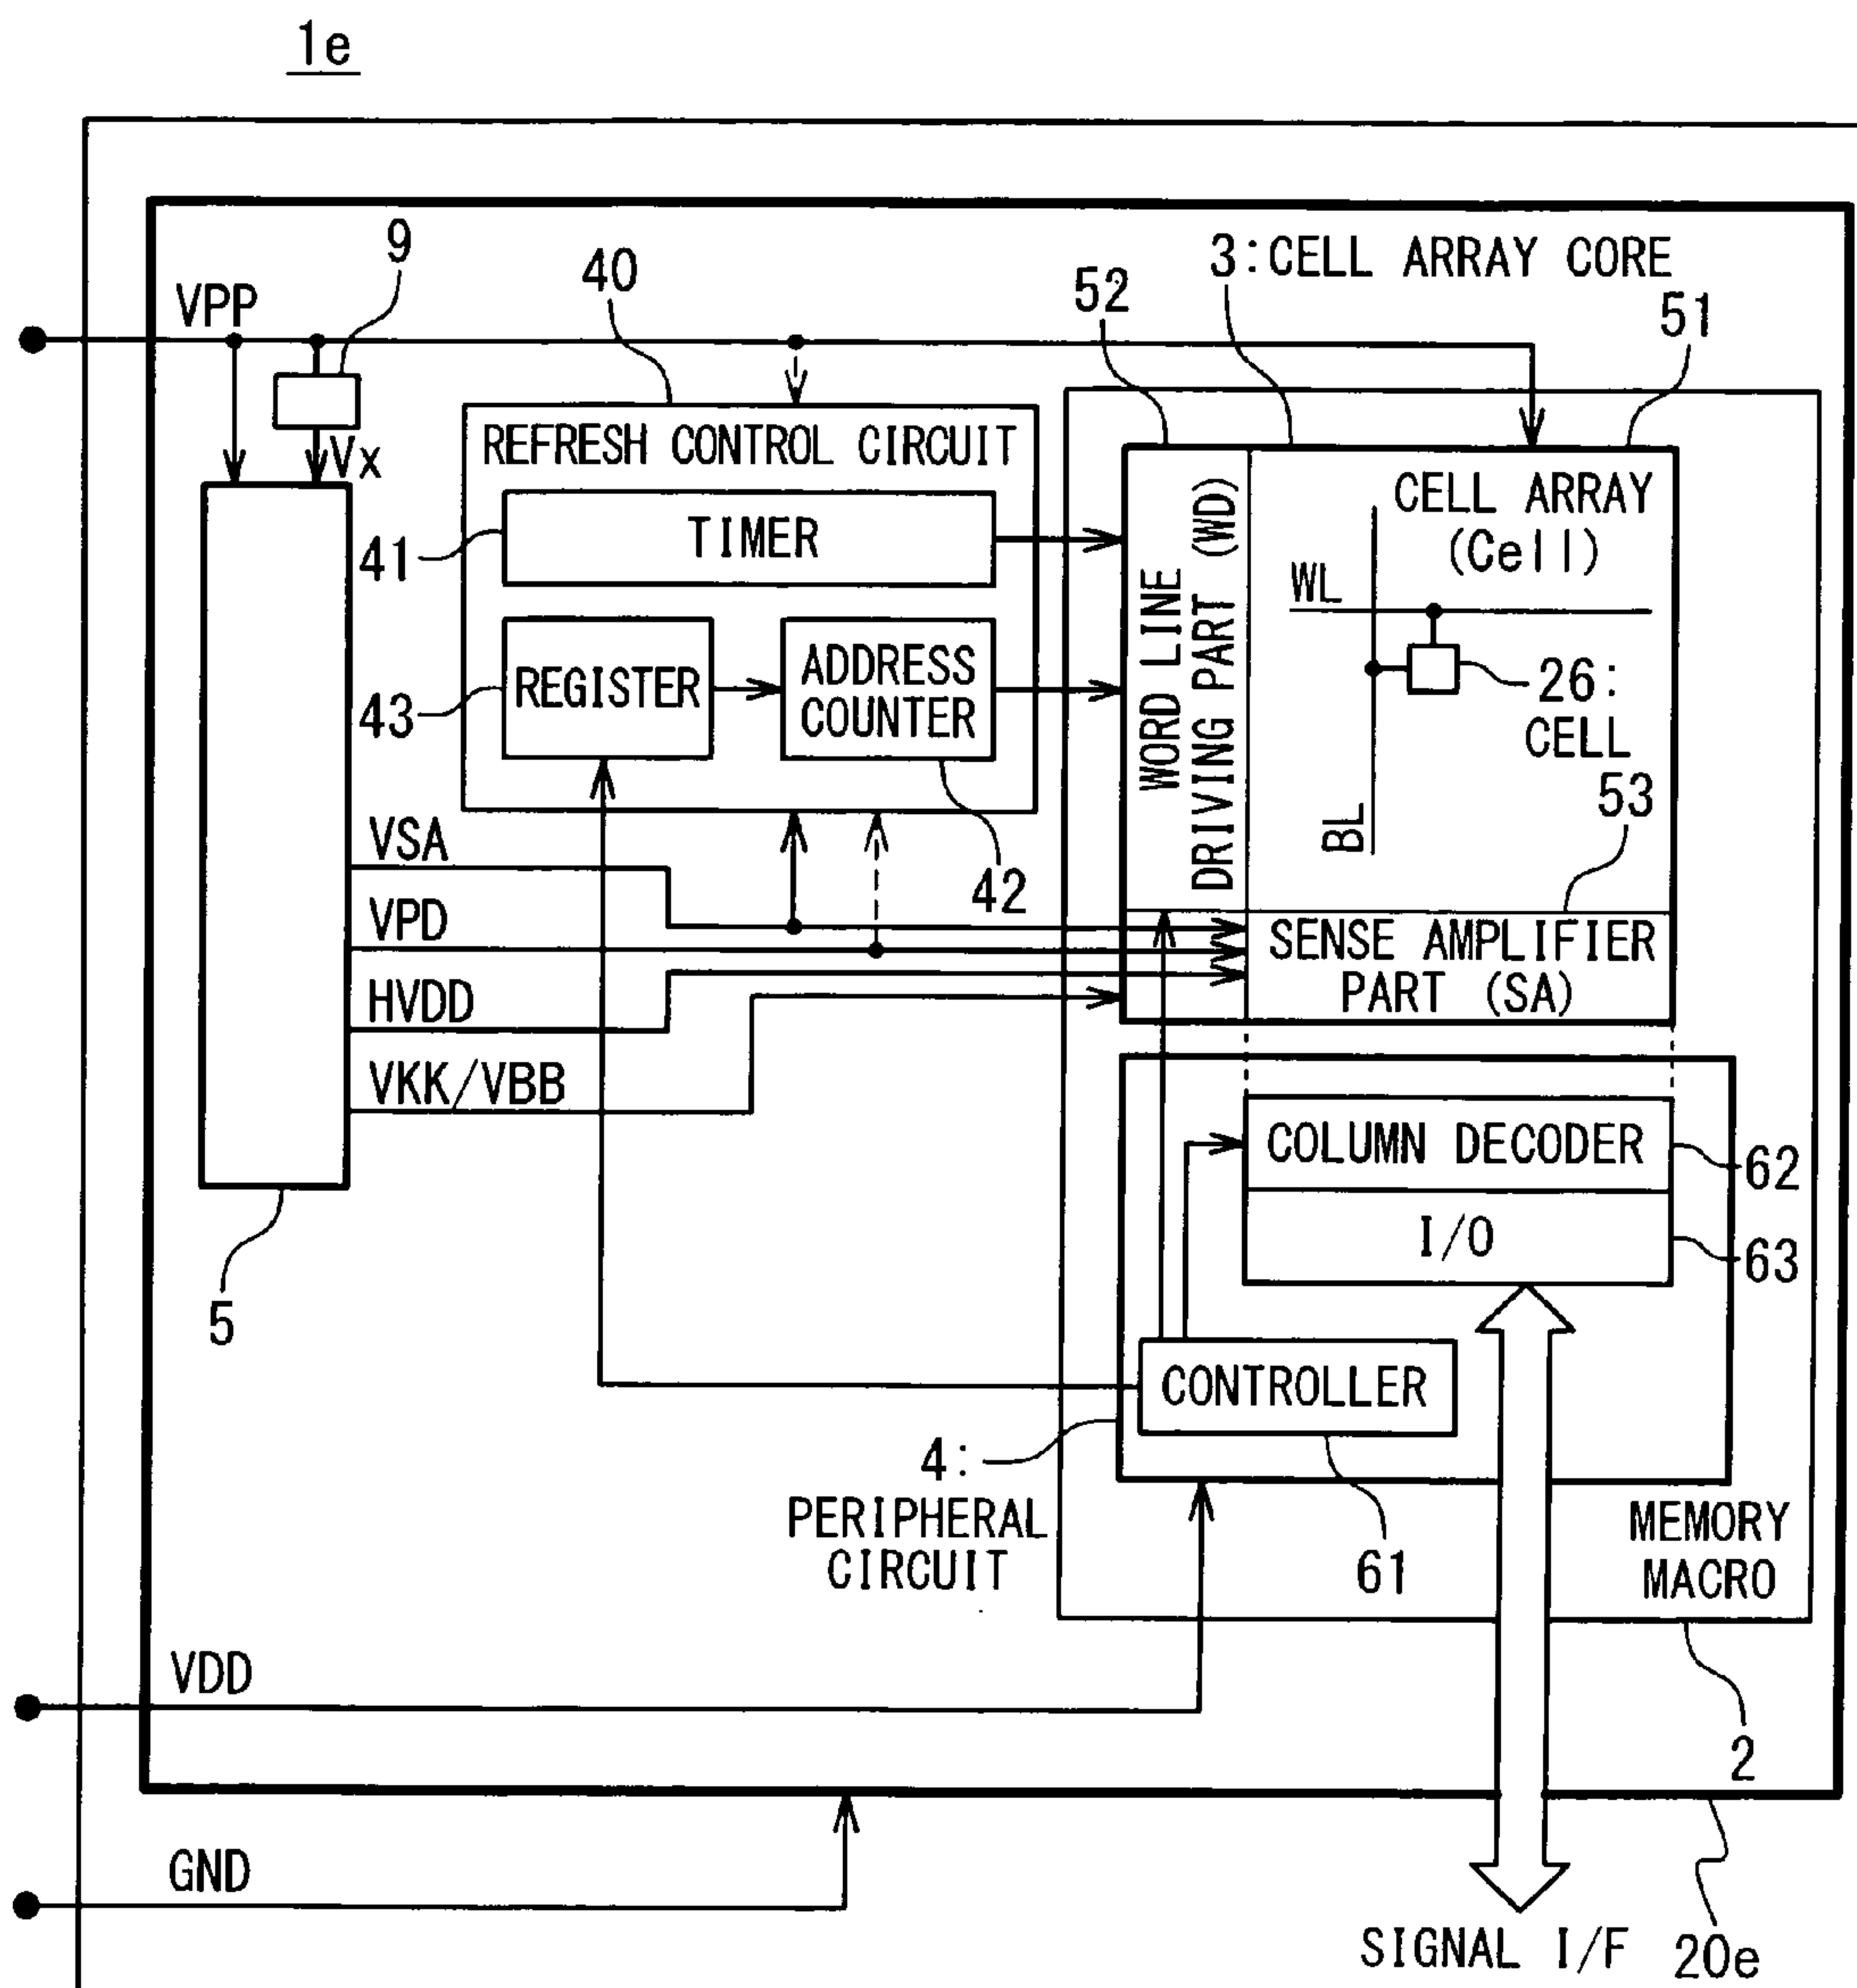 1e
9
VPP
40
52
3:CELL ARRAY CORE
51
Vx
REFRESH CONTROL CIRCUIT
TIMER
41
REGISTER
43
ADDRESS
COUNTER
42
WORD LINE
DRIVING PART (WD)
CELL ARRAY
(Cell)
WL
BL
26:
CELL
53
SENSE AMPLIFIER
PART (SA)
VSA
VPD
HVDD
VKK/VBB
5
COLUMN DECODER
62
I/O
63
CONTROLLER
61
4:
PERIPHERAL
CIRCUIT
MEMORY
MACRO
2
VDD
GND
SIGNAL I/F
20e